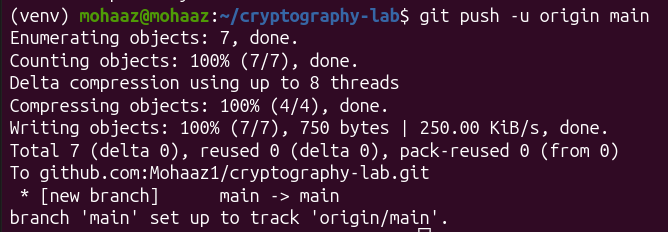 (venv) mohaaz@mohaaz:~/cryptography-lab$ git push -u origin main
Enumerating objects: 7, done.
Counting objects: 100% (7/7), done.
Delta compression using up to 8 threads
Compressing objects: 100% (4/4), done.
Writing objects: 100% (7/7), 750 bytes | 250.00 KiB/s, done.
Total 7 (delta 0), reused 0 (delta 0), pack-reused 0 (from 0)
To github.com:Mohaaz1/cryptography-lab.git
 * [new branch]      main -> main
branch 'main' set up to track 'origin/main'.